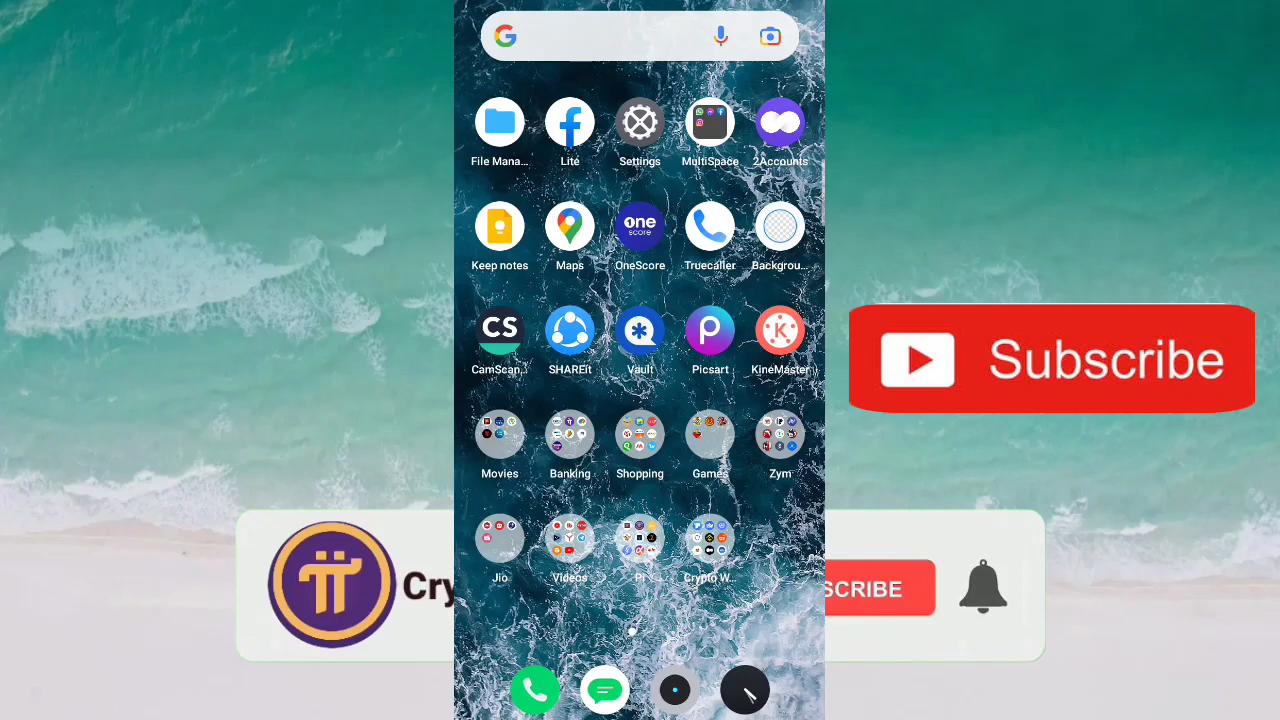 File Mana...
Lite
Settings
MultiSpace
2Accounts
Keep notes
Maps
one
score
OneScore
Truecaller
Backgrou...
CS
CamScan...
SHAREit
Vault
Picsart
K
KineMaster
Subscribe
Movies
Banking
Shopping
Games
Zym
Jio
Videos
Pi
Crypto W...
Cry
SCRIBE